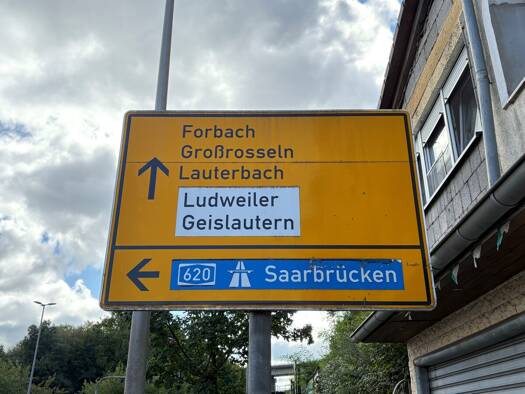 Forbach
Großrosseln
Lauterbach
Ludweiler
Geislautern
620 Saarbrücken